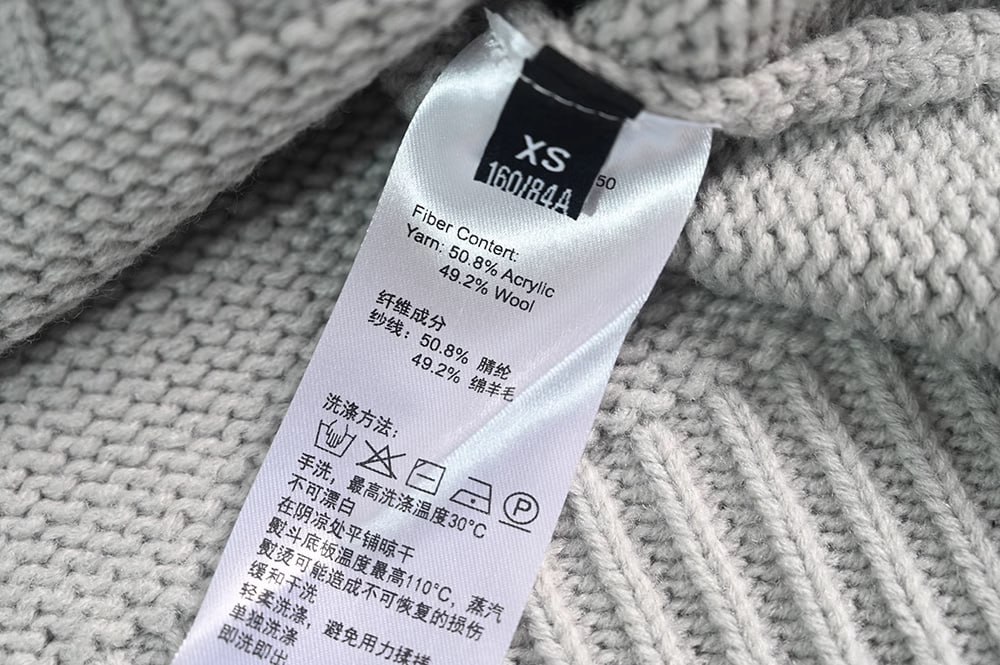 XS
160/84A
50
Fiber Contert:
Yarn: 50.8% Acrylic
49.2% Wool
纤维成分
纱线：50.8% 腈纶
49.2% 绵羊毛
洗涤方法：
P
手洗，最高洗涤温度30°C
不可漂白
在阴凉处平铺晾干
熨斗底板温度最高110°C，蒸汽
熨烫可能造成不可恢复的损伤
缓和干洗
轻柔洗涤，避免用力揉搓
单独洗涤
即洗即出